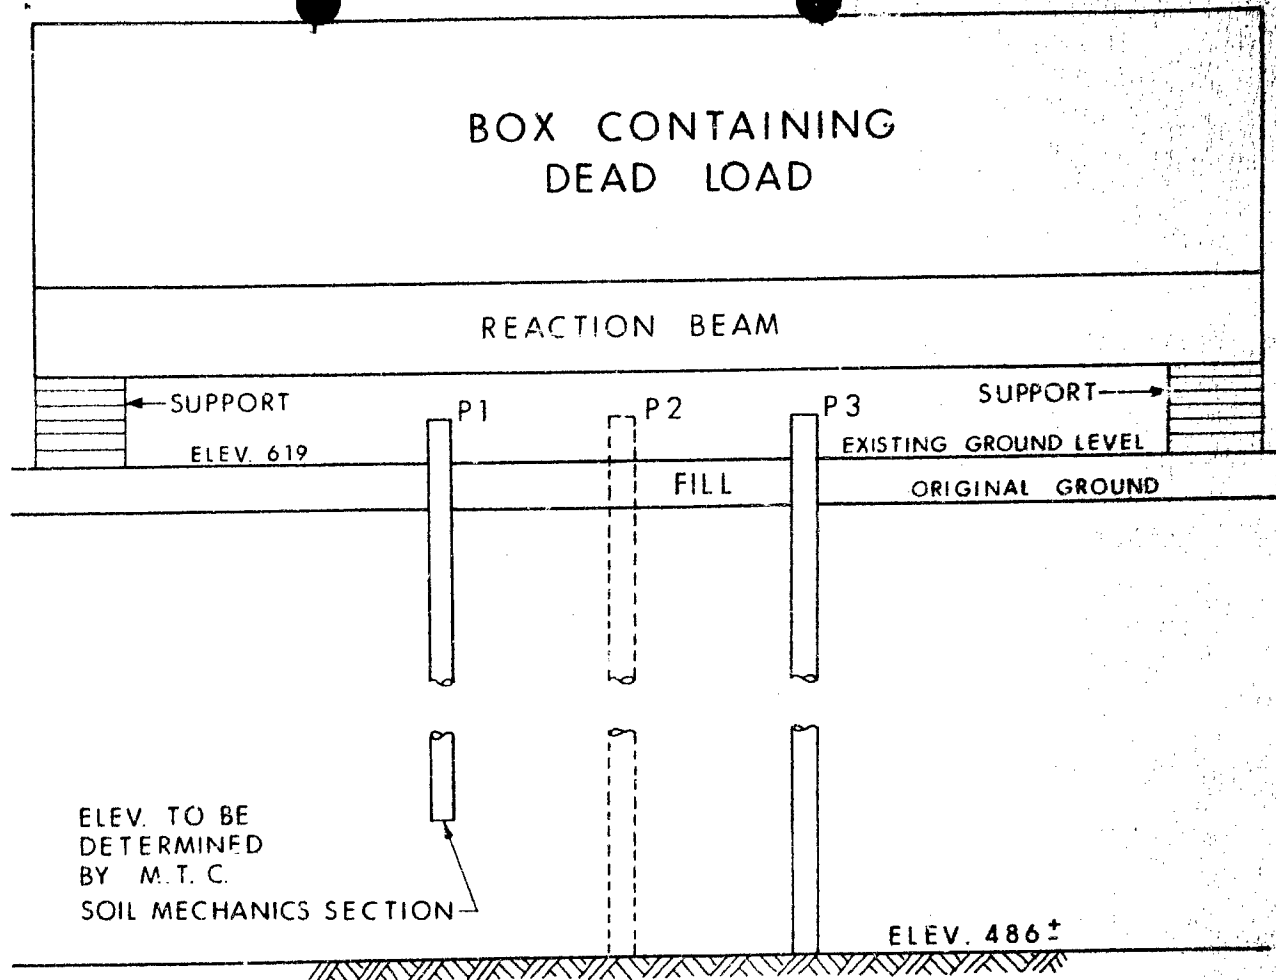 BOX CONTAINING
DEAD LOAD
REACTION BEAM
SUPPORT
SUPPORT
P1
P2
P3
ELEV. 619
EXISTING GROUND LEVEL
FILL
ORIGINAL GROUND
ELEV. TO BE
DETERMINED
BY M.T.C.
SOIL MECHANICS SECTION
ELEV. 486±